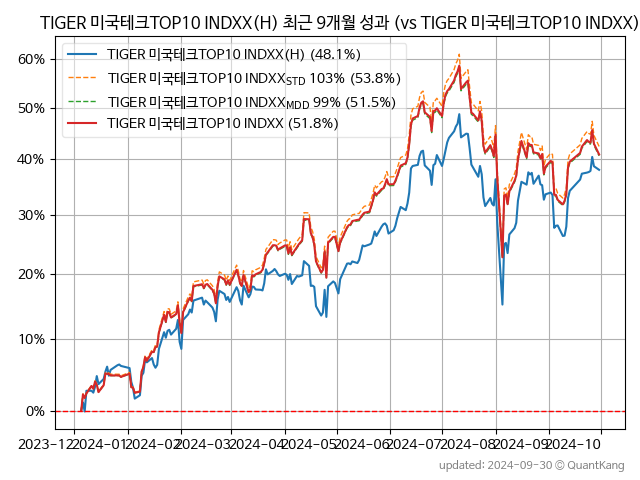 TIGER 미국테크TOP10 INDXX(H) 최근 9개월 성과 (vs TIGER 미국테크TOP10 INDXX)
TIGER 미국테크TOP10 INDXX(H) (48.1%)
TIGER 미국테크TOP10 INDXXSTD 103% (53.8%)
TIGER 미국테크TOP10 INDXXMDD 99% (51.5%)
TIGER 미국테크TOP10 INDXX (51.8%)
60%
50%
40%
30%
20%
10%
0%
2023-12 2024-01 2024-02 2024-03 2024-04 2024-05 2024-06 2024-07 2024-08 2024-09 2024-10
updated: 2024-09-30 © QuantKang